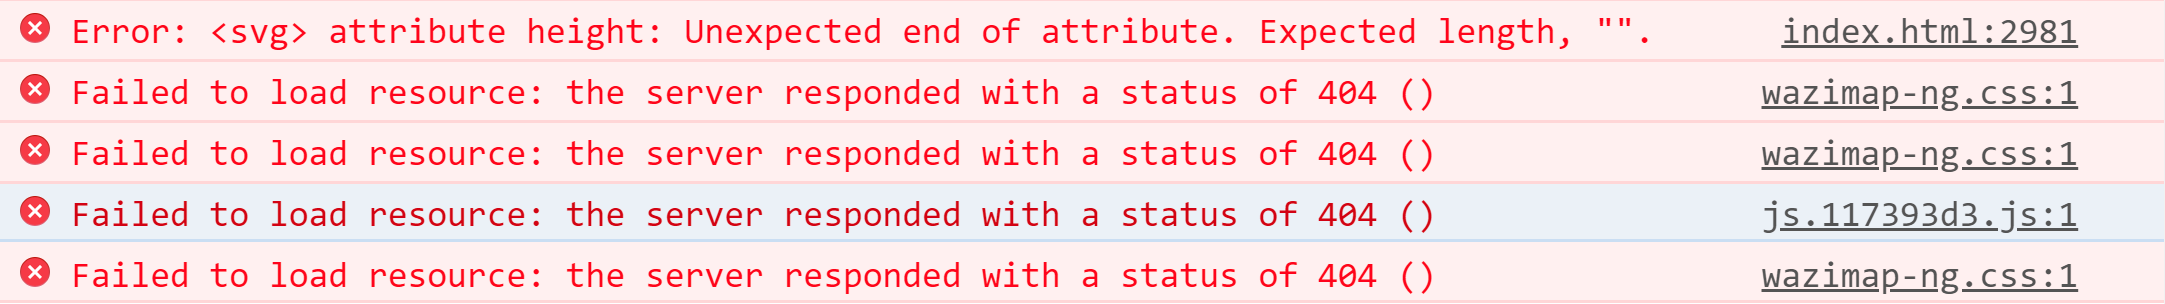 Error: <svg> attribute height: Unexpected end of attribute. Expected length, "". index.html:2981
Failed to load resource: the server responded with a status of 404 () wazimap-ng.css:1
Failed to load resource: the server responded with a status of 404 () wazimap-ng.css:1
Failed to load resource: the server responded with a status of 404 () js.117393d3.js:1
Failed to load resource: the server responded with a status of 404 () wazimap-ng.css:1